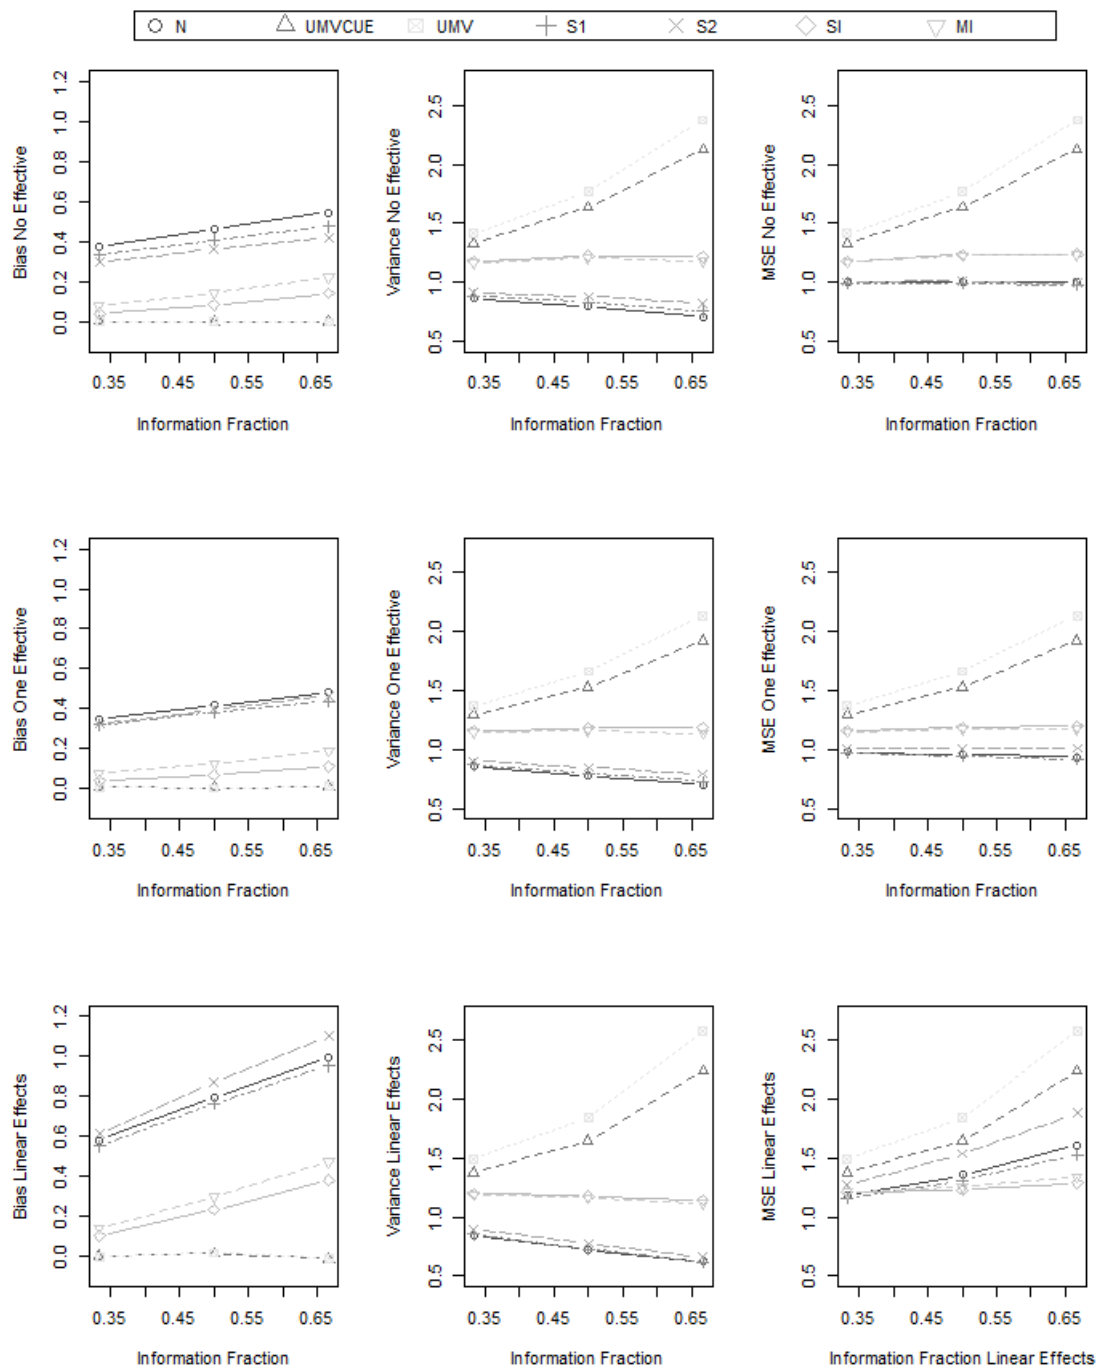 N UMVCUE UMV S1 S2 SI MI
Bias No Effective
0.0 0.2 0.4 0.6 0.8 1.0 1.2
0.35 0.45 0.55 0.65
Information Fraction
Variance No Effective
0.5 1.0 1.5 2.0 2.5
0.35 0.45 0.55 0.65
Information Fraction
MSE No Effective
0.5 1.0 1.5 2.0 2.5
0.35 0.45 0.55 0.65
Information Fraction
Bias One Effective
0.0 0.2 0.4 0.6 0.8 1.0 1.2
0.35 0.45 0.55 0.65
Information Fraction
Variance One Effective
0.5 1.0 1.5 2.0 2.5
0.35 0.45 0.55 0.65
Information Fraction
MSE One Effective
0.5 1.0 1.5 2.0 2.5
0.35 0.45 0.55 0.65
Information Fraction
Bias Linear Effects
0.0 0.2 0.4 0.6 0.8 1.0 1.2
0.35 0.45 0.55 0.65
Information Fraction
Variance Linear Effects
0.5 1.0 1.5 2.0 2.5
0.35 0.45 0.55 0.65
Information Fraction
MSE Linear Effects
0.5 1.0 1.5 2.0 2.5
0.35 0.45 0.55 0.65
Information Fraction Linear Effects